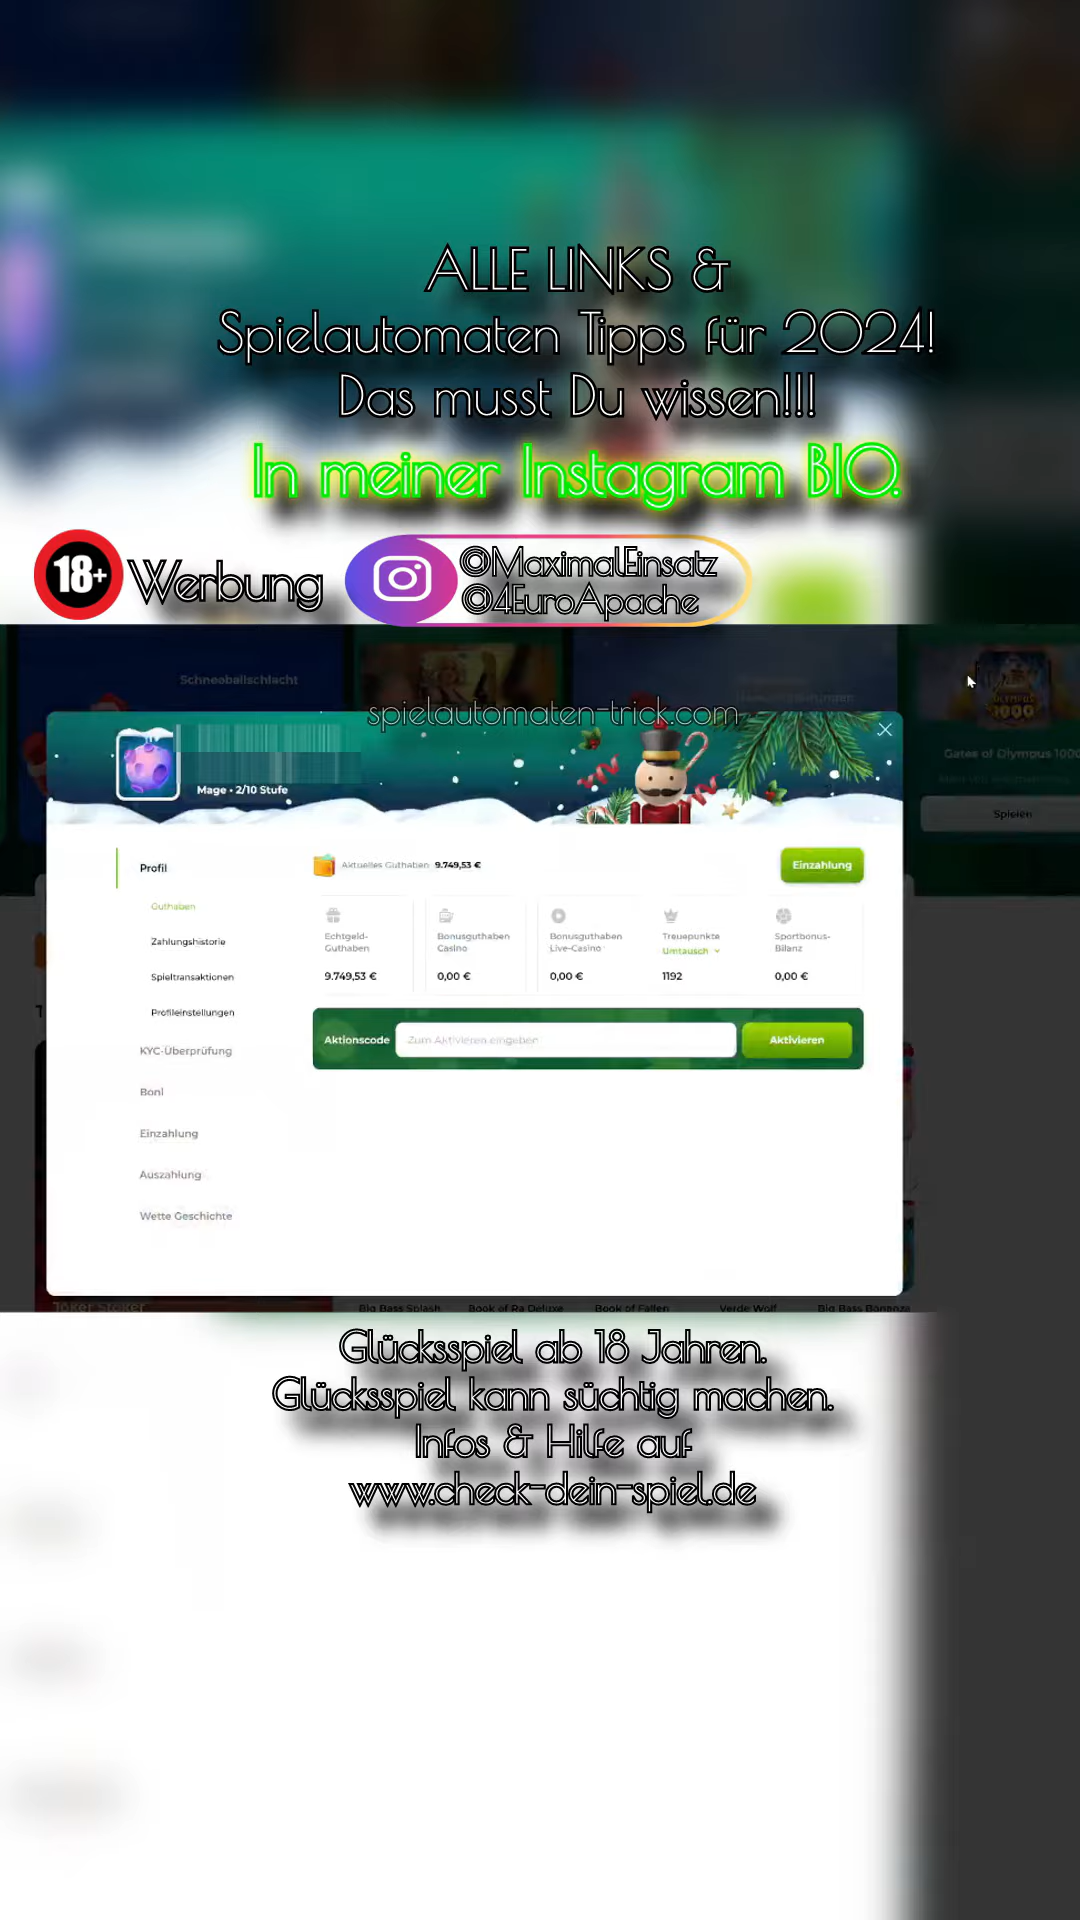 ALLE LINKS &
Spielautomaten Tipps für 2024!
Das musst Du wissen!!!
In meiner Instagram BIO.
18+ Werbung
@MaximalEinsatz
@4EuroApache
Schneeballschlacht
spielautomaten-trick.com
Mage • 2/10 Stufe
Gates of Olympus 1000
Spielen
Profil
Aktuelles Guthaben 9.749,53 €
Einzahlung
Guthaben
Zahlungshistorie
Spieltransaktionen
Profileinstellungen
KYC-Überprüfung
Boni
Einzahlung
Auszahlung
Wette Geschichte
Echtgeld-
Guthaben
9.749,53 €
Bonusguthaben
Casino
0,00 €
Bonusguthaben
Live-Casino
0,00 €
Treuepunkte
Umtausch
1192
Sportbonus-
Bilanz
0,00 €
Aktionscode Zum Aktivieren eingeben Aktivieren
Joker Stoker
Big Bass Splash Book of Ra Deluxe Book of Fallen Verde Wolf Big Bass Bonanza
Glücksspiel ab 18 Jahren.
Glücksspiel kann süchtig machen.
Infos & Hilfe auf
www.check-dein-spiel.de